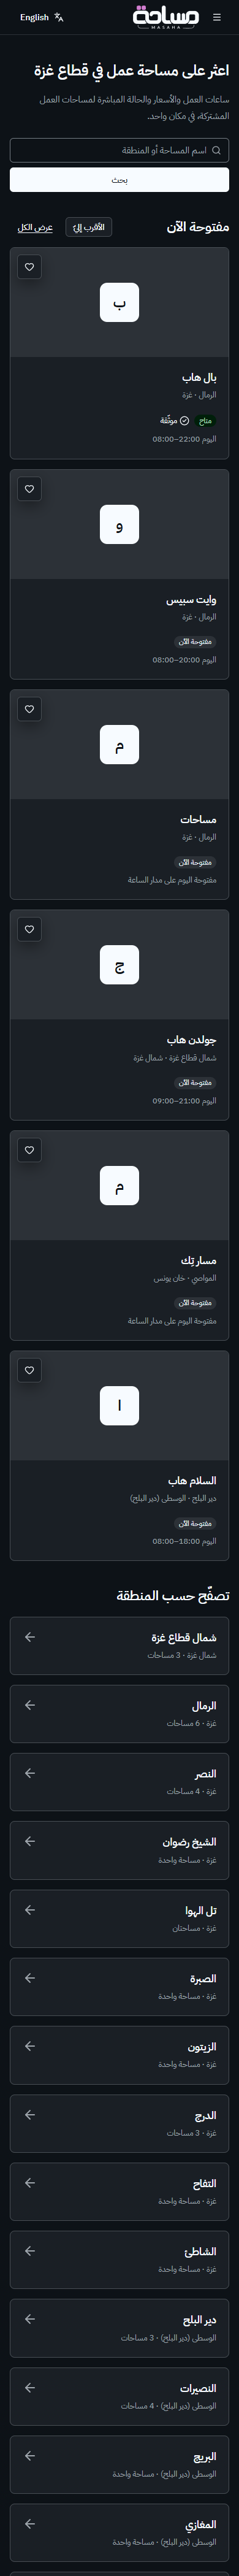 مساحة
MASAHA
English
اعثر على مساحة عمل في قطاع غزة
ساعات العمل والأسعار والحالة المباشرة لمساحات العمل
المشتركة، في مكان واحد.
اسم المساحة أو المنطقة
بحث
مفتوحة الآن
الأقرب إليّ
عرض الكل
ب
بال هاب
الرمال · غزة
متاح
موثّقة
اليوم 08:00–22:00
و
وايت سبيس
الرمال · غزة
مفتوحة الآن
اليوم 08:00–20:00
م
مساحات
الرمال · غزة
مفتوحة الآن
مفتوحة اليوم على مدار الساعة
ج
جولدن هاب
شمال قطاع غزة · شمال غزة
مفتوحة الآن
اليوم 09:00–21:00
م
مسار تِك
المواصي · خان يونس
مفتوحة الآن
مفتوحة اليوم على مدار الساعة
ا
السلام هاب
دير البلح · الوسطى (دير البلح)
مفتوحة الآن
اليوم 08:00–18:00
تصفّح حسب المنطقة
شمال قطاع غزة
شمال غزة · 3 مساحات
الرمال
غزة · 6 مساحات
النصر
غزة · 4 مساحات
الشيخ رضوان
غزة · مساحة واحدة
تل الهوا
غزة · مساحتان
الصبرة
غزة · مساحة واحدة
الزيتون
غزة · مساحة واحدة
الدرج
غزة · 3 مساحات
التفاح
غزة · مساحة واحدة
الشاطئ
غزة · مساحة واحدة
دير البلح
الوسطى (دير البلح) · 3 مساحات
النصيرات
الوسطى (دير البلح) · 4 مساحات
البريج
الوسطى (دير البلح) · مساحة واحدة
المغازي
الوسطى (دير البلح) · مساحة واحدة